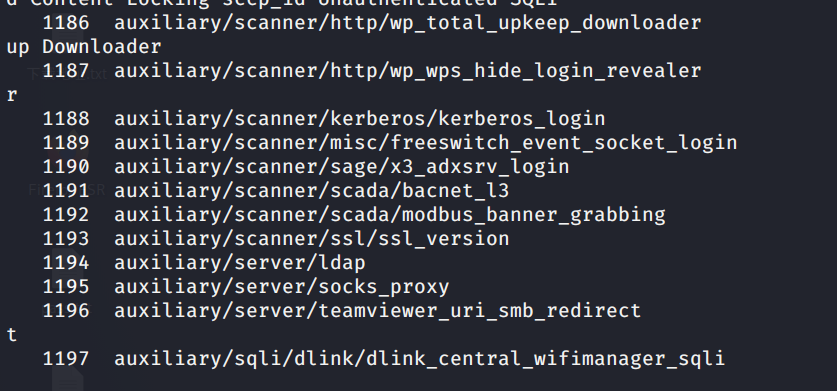 d Content Locking sccp_id Unauthenticated SQLi
1186 auxiliary/scanner/http/wp_total_upkeep_downloader
up Downloader
1187 auxiliary/scanner/http/wp_wps_hide_login_revealer
r
1188 auxiliary/scanner/kerberos/kerberos_login
1189 auxiliary/scanner/misc/freeswitch_event_socket_login
1190 auxiliary/scanner/sage/x3_adxsrv_login
1191 auxiliary/scanner/scada/bacnet_l3
1192 auxiliary/scanner/scada/modbus_banner_grabbing
1193 auxiliary/scanner/ssl/ssl_version
1194 auxiliary/server/ldap
1195 auxiliary/server/socks_proxy
1196 auxiliary/server/teamviewer_uri_smb_redirect
t
1197 auxiliary/sqli/dlink/dlink_central_wifimanager_sqli